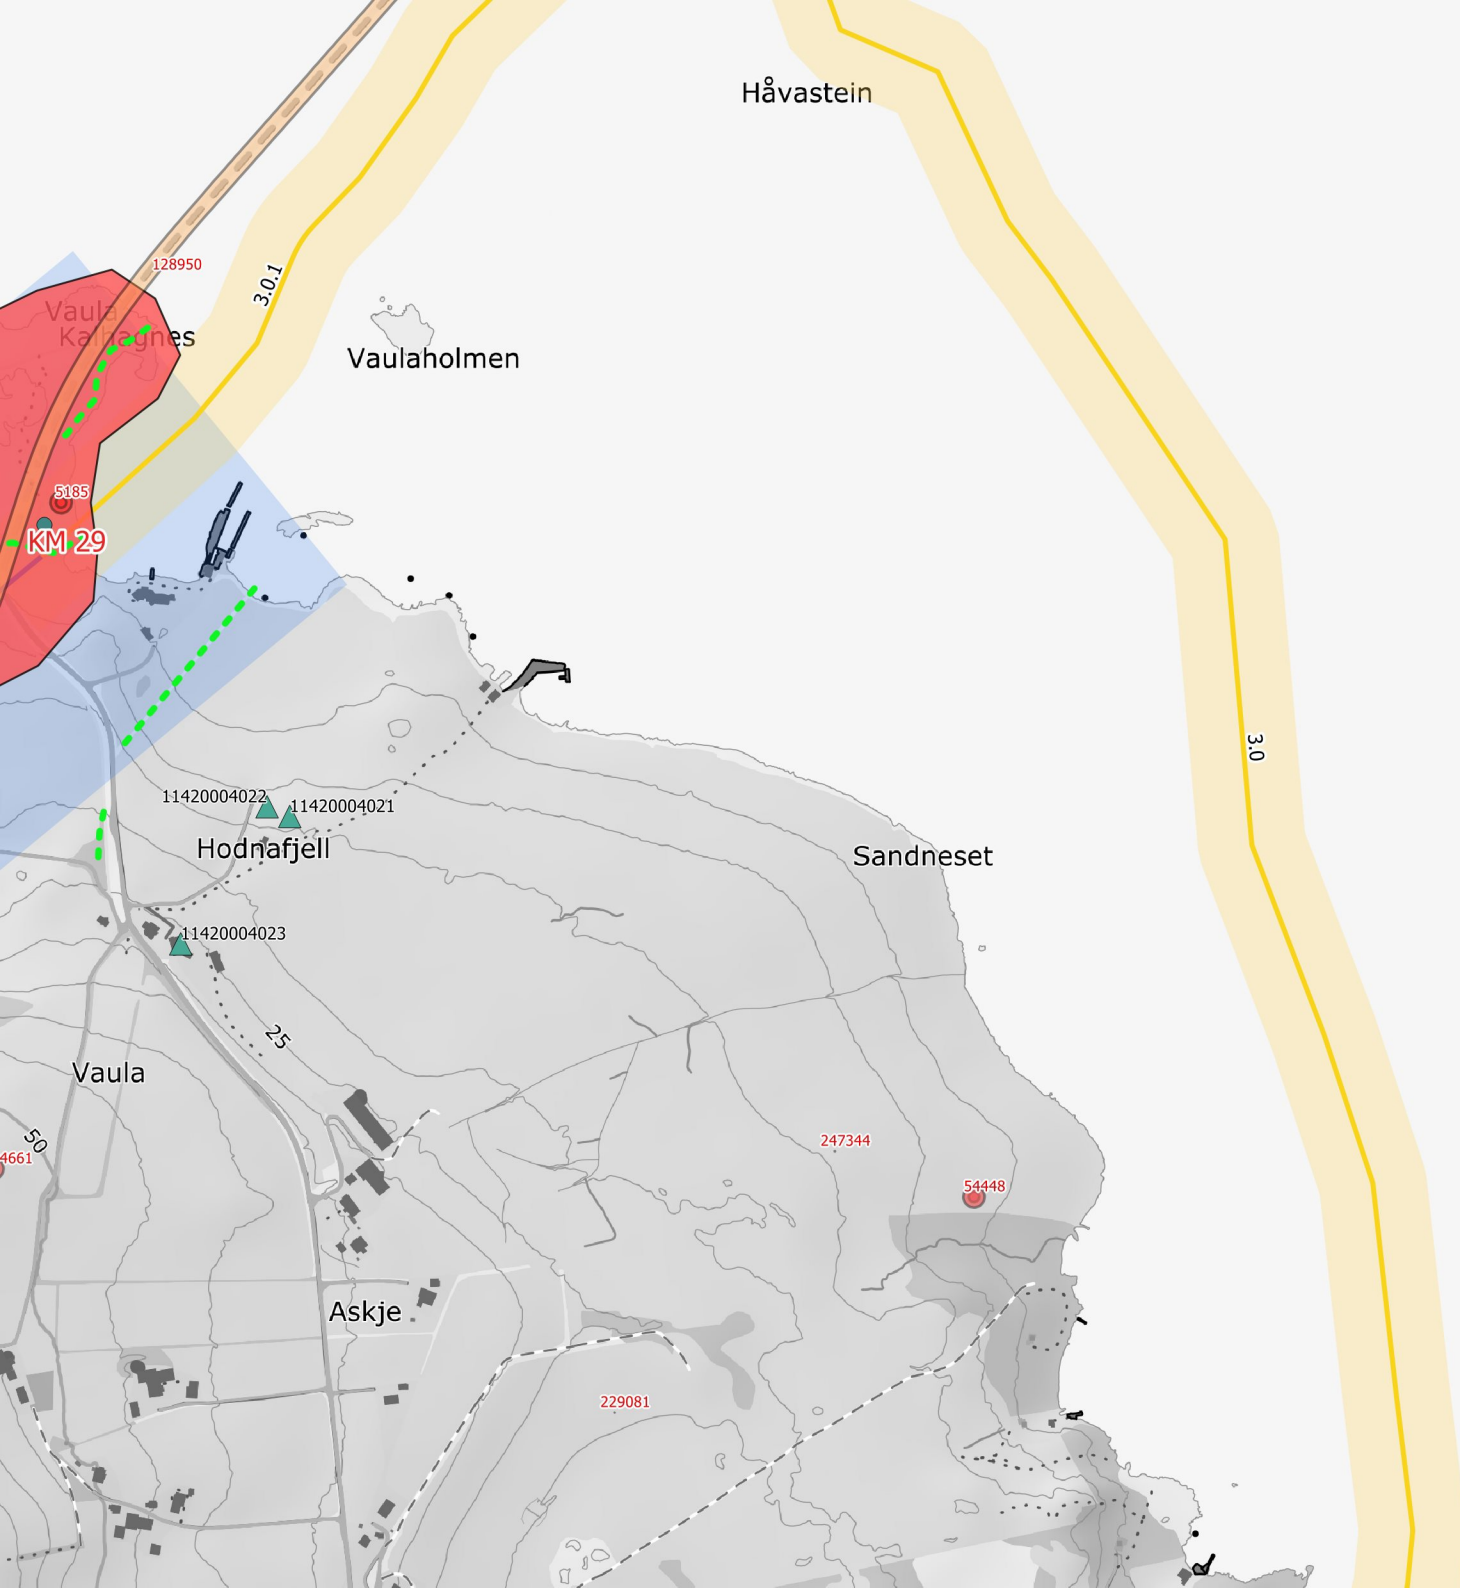 Håvastein
128950
3.0.1
Vaula
Kalhagnes
Vaulaholmen
5185
KM 29
3.0
11420004022
11420004021
Hodnafjell
Sandneset
11420004023
25
Vaula
50
4661
247344
54448
Askje
229081